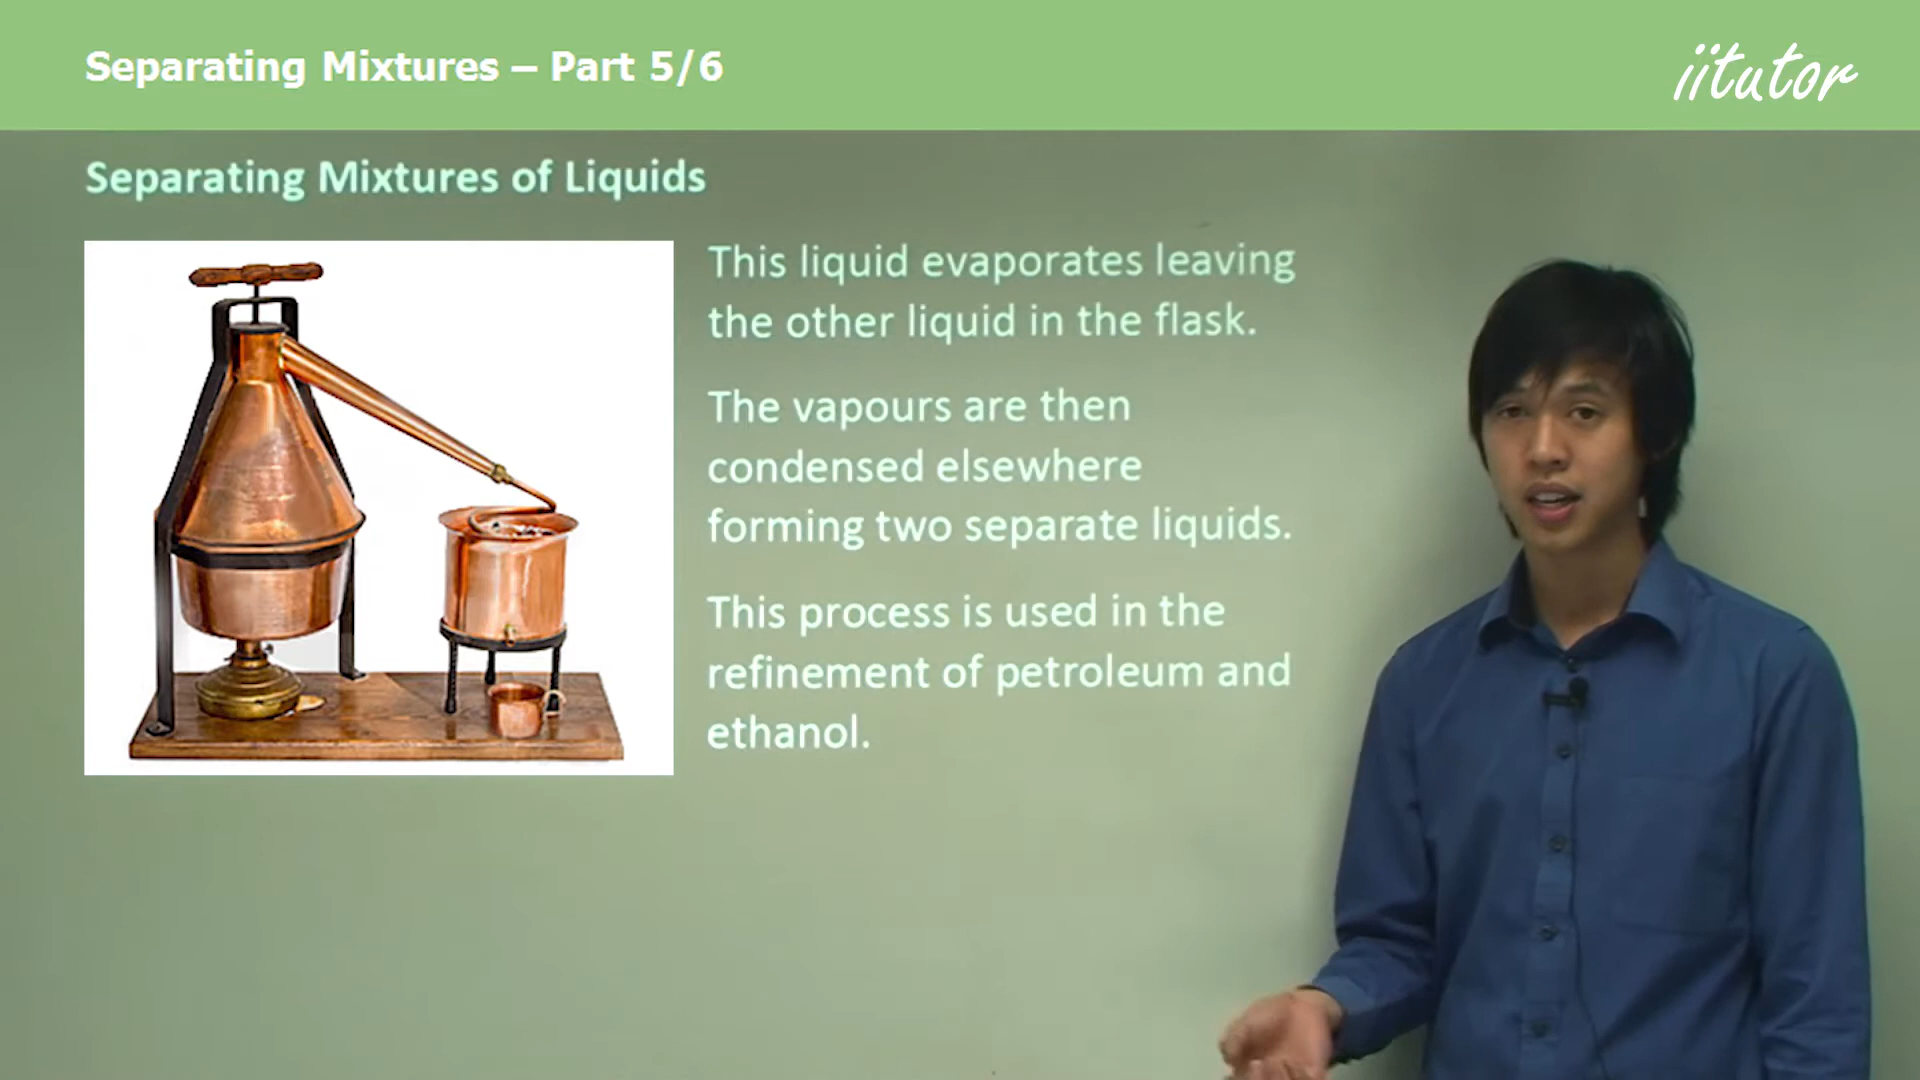 Separating Mixtures – Part 5/6
iitutor
Separating Mixtures of Liquids
This liquid evaporates leaving
the other liquid in the flask.
The vapours are then
condensed elsewhere
forming two separate liquids.
This process is used in the
refinement of petroleum and
ethanol.